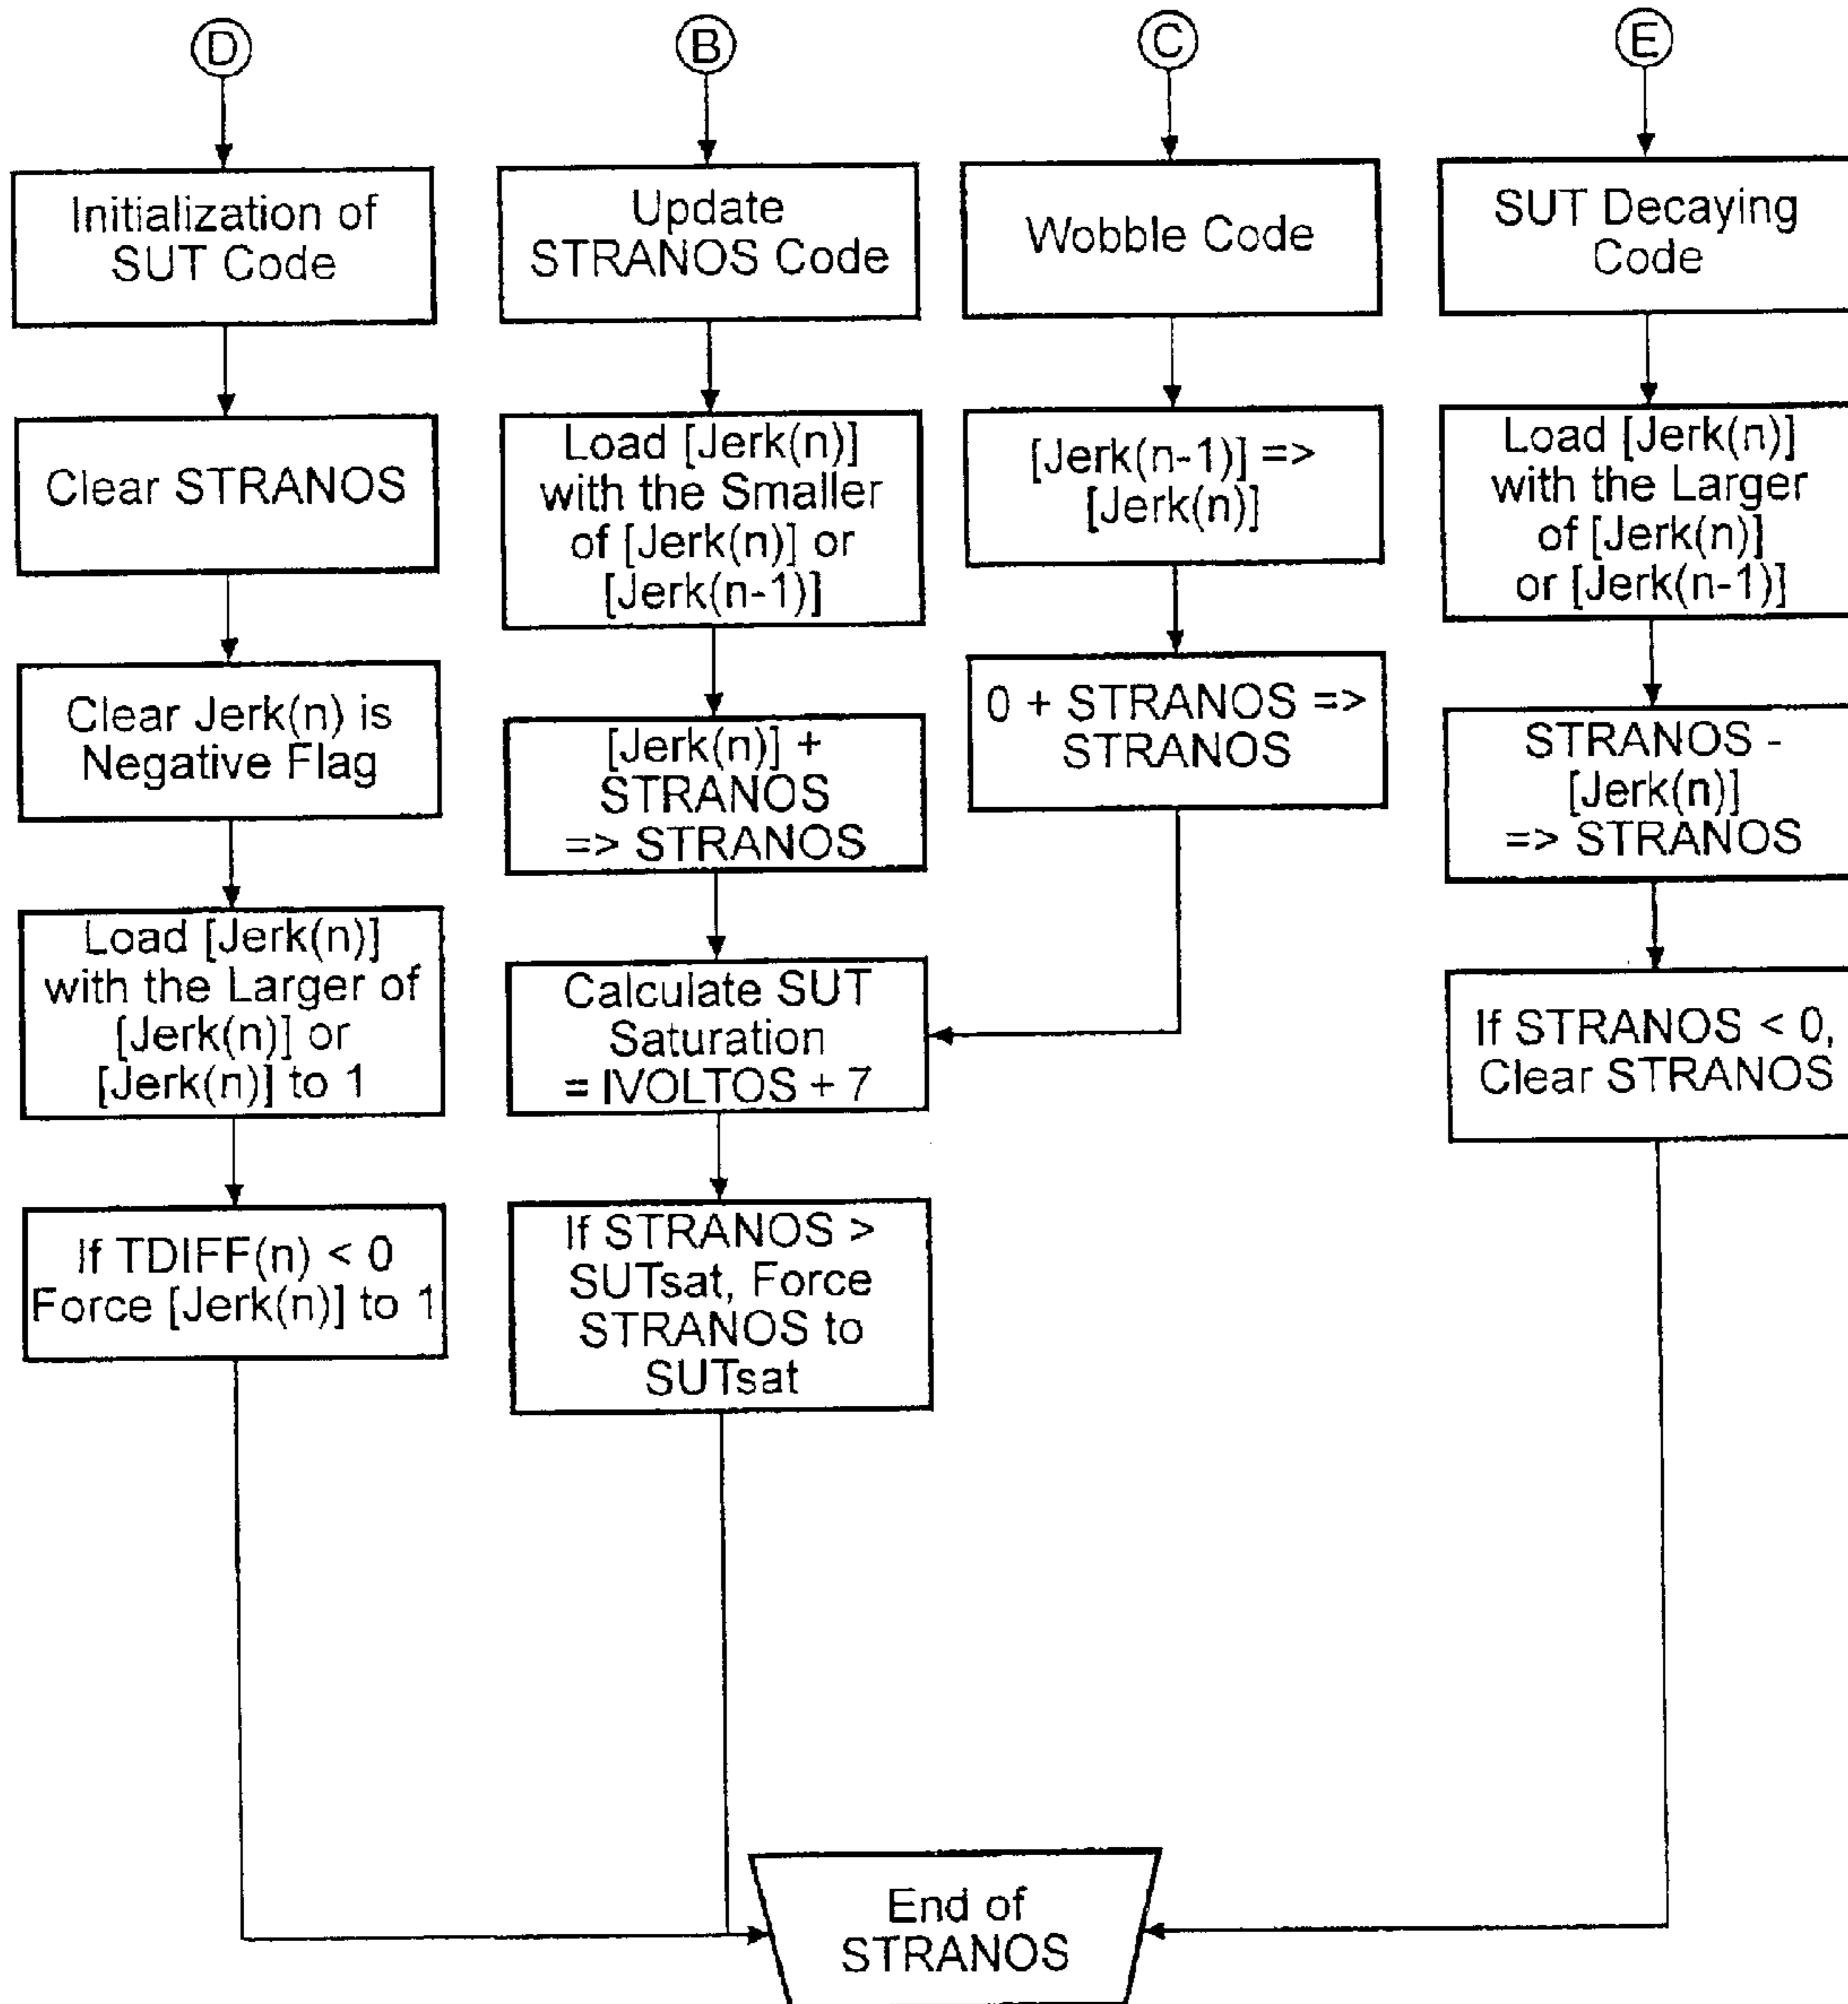 D
Initialization of
SUT Code
Clear STRANOS
Clear Jerk(n) is
Negative Flag
Load [Jerk(n)]
with the Larger of
[Jerk(n)] or
[Jerk(n)] to 1
If TDIFF(n) < 0
Force [Jerk(n)] to 1
B
Update
STRANOS Code
Load [Jerk(n)]
with the Smaller
of [Jerk(n)] or
[Jerk(n-1)]
[Jerk(n)] +
STRANOS
=> STRANOS
Calculate SUT
Saturation
= IVOLTOS + 7
If STRANOS >
SUTsat, Force
STRANOS to
SUTsat
C
Wobble Code
[Jerk(n-1)] =>
[Jerk(n)]
0 + STRANOS =>
STRANOS
E
SUT Decaying
Code
Load [Jerk(n)]
with the Larger
of [Jerk(n)]
or [Jerk(n-1)]
STRANOS -
[Jerk(n)]
=> STRANOS
If STRANOS < 0,
Clear STRANOS
End of
STRANOS